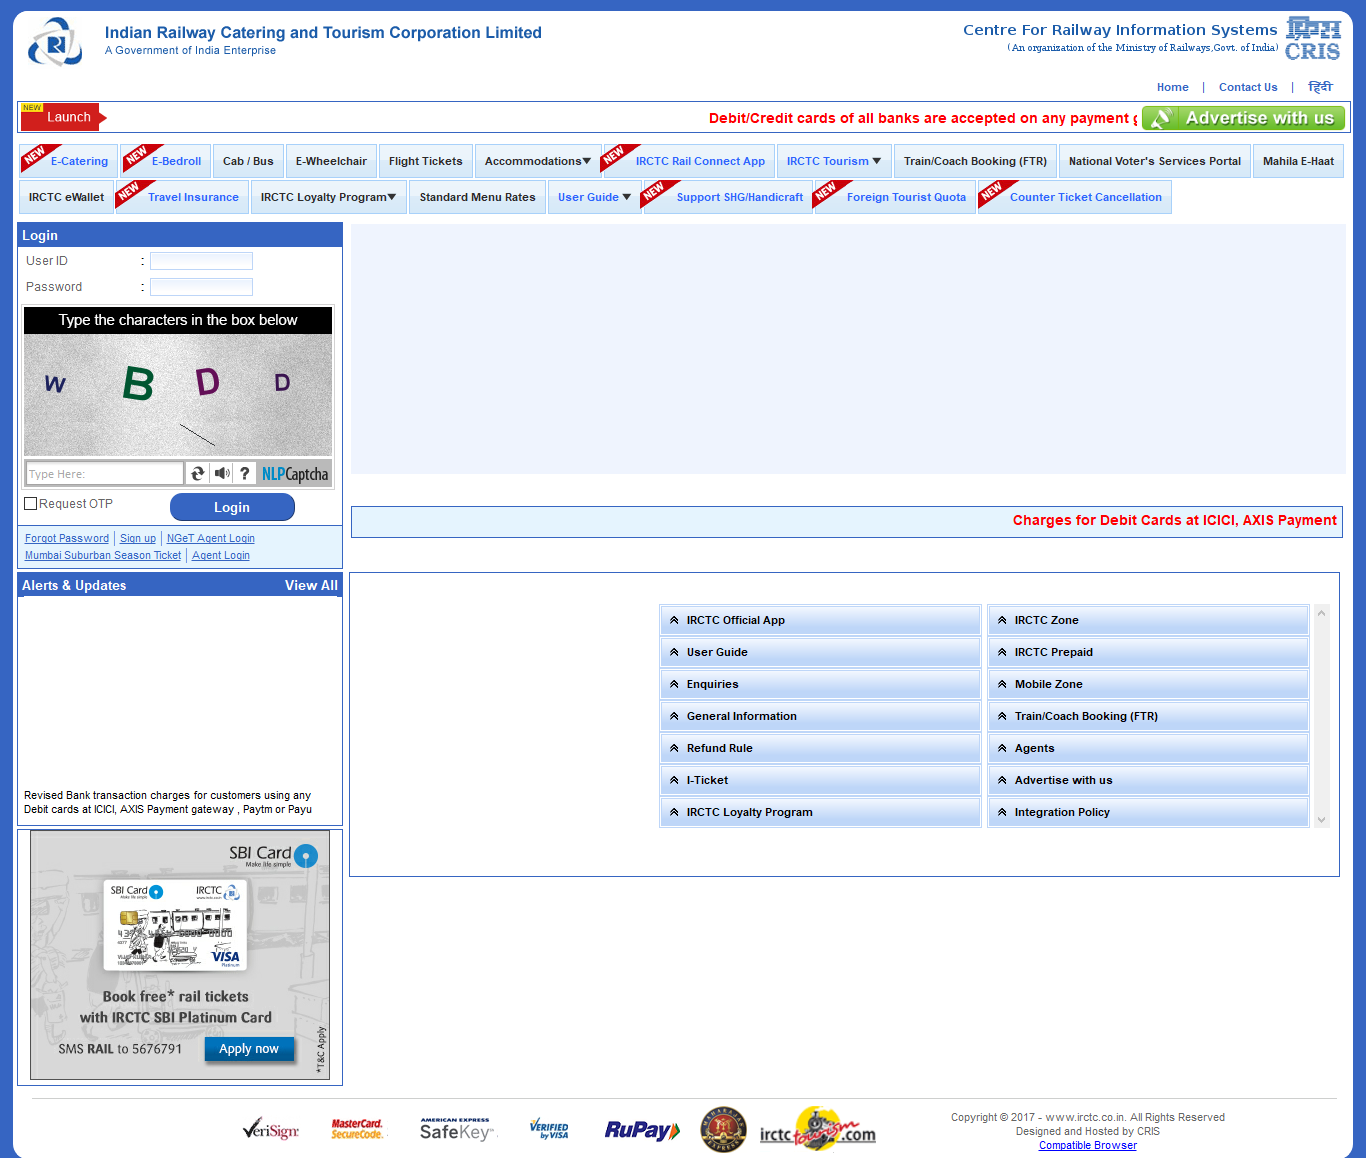 Indian Railway Catering and Tourism Corporation Limited
A Government of India Enterprise
Centre For Railway Information Systems
(An organization of the Ministry of Railways,Govt. of India)
CRIS
Home | Contact Us | हिंदी
NEW
Launch
Debit/Credit cards of all banks are accepted on any payment g
Advertise with us
NEW E-Catering NEW E-Bedroll Cab / Bus E-Wheelchair Flight Tickets Accommodations NEW IRCTC Rail Connect App IRCTC Tourism Train/Coach Booking (FTR) National Voter's Services Portal Mahila E-Haat
IRCTC eWallet NEW Travel Insurance IRCTC Loyalty Program Standard Menu Rates User Guide NEW Support SHG/Handicraft NEW Foreign Tourist Quota NEW Counter Ticket Cancellation
Login
User ID :
Password :
Type the characters in the box below
W B D D
Type Here:
? NLPCaptcha
Request OTP Login
Forgot Password | Sign up | NGeT Agent Login
Mumbai Suburban Season Ticket | Agent Login
Charges for Debit Cards at ICICI, AXIS Payment
Alerts & Updates View All
Revised Bank transaction charges for customers using any
Debit cards at ICICI, AXIS Payment gateway , Paytm or Payu
IRCTC Official App
User Guide
Enquiries
General Information
Refund Rule
I-Ticket
IRCTC Loyalty Program
IRCTC Zone
IRCTC Prepaid
Mobile Zone
Train/Coach Booking (FTR)
Agents
Advertise with us
Integration Policy
SBI Card
Make life simple
SBI Card
Make life simple
IRCTC
VISA
Platinum
Book free* rail tickets
with IRCTC SBI Platinum Card
SMS RAIL to 5676791
Apply now
*T&C Apply
VeriSign
MasterCard.
SecureCode.
AMERICAN EXPRESS
SafeKey
VERIFIED
by VISA
RuPay
irctc tourism .com
Copyright © 2017 - www.irctc.co.in. All Rights Reserved
Designed and Hosted by CRIS
Compatible Browser